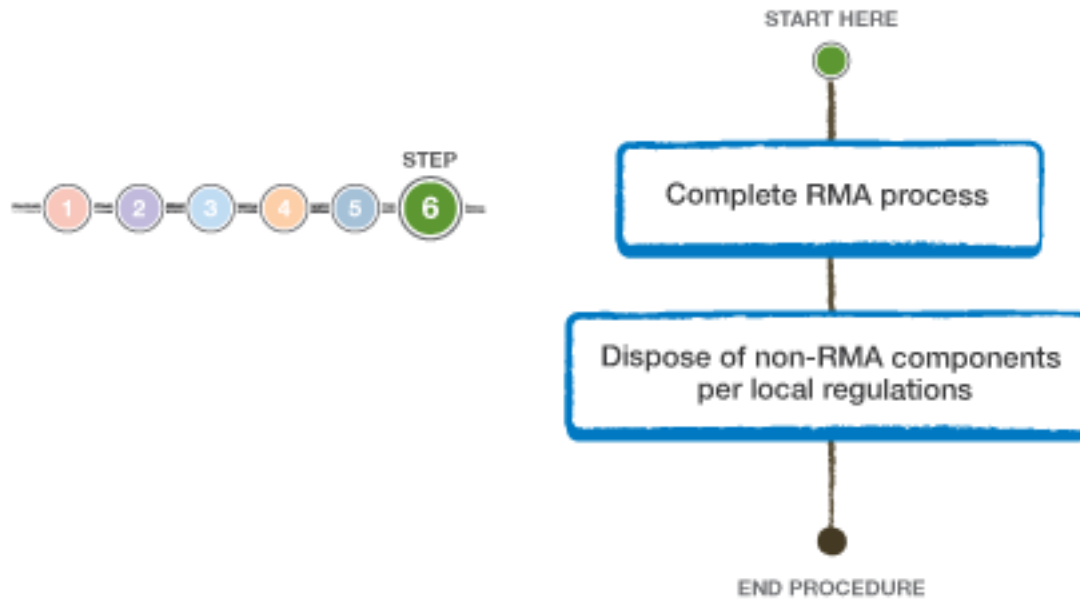 STEP
1 2 3 4 5 6
START HERE
Complete RMA process
Dispose of non-RMA components
per local regulations
END PROCEDURE